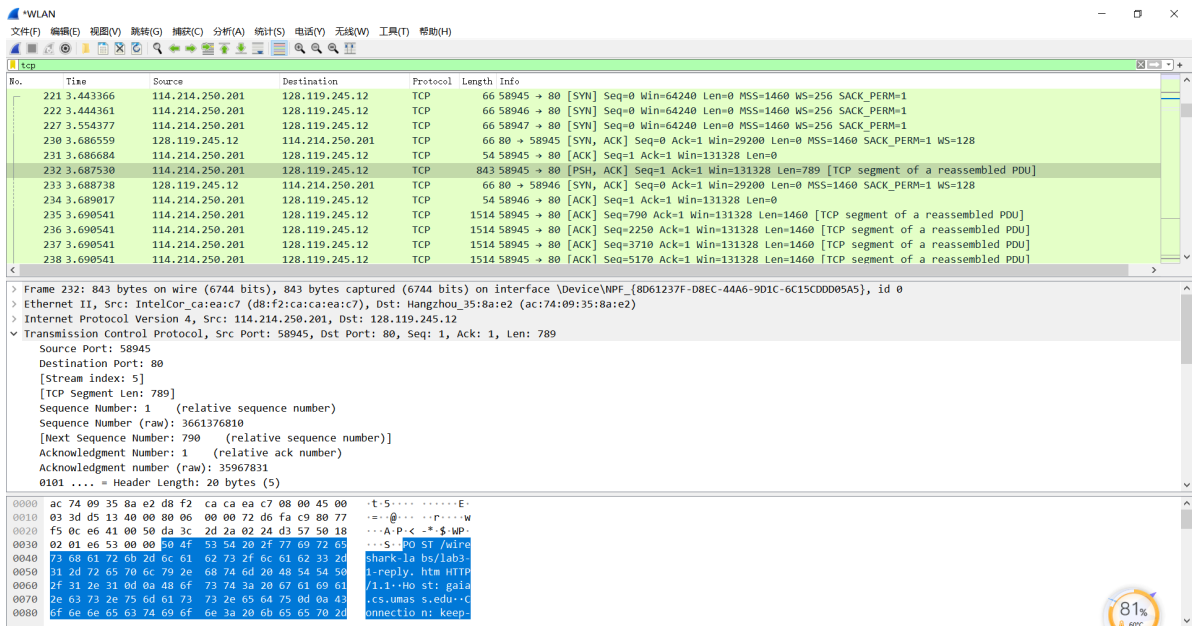 *WLAN
文件(F) 编辑(E) 视图(V) 跳转(G) 捕获(C) 分析(A) 统计(S) 电话(Y) 无线(W) 工具(T) 帮助(H)
tcp
No. Time Source Destination Protocol Length Info
221 3.443366 114.214.250.201 128.119.245.12 TCP 66 58945 → 80 [SYN] Seq=0 Win=64240 Len=0 MSS=1460 WS=256 SACK_PERM=1
222 3.444361 114.214.250.201 128.119.245.12 TCP 66 58946 → 80 [SYN] Seq=0 Win=64240 Len=0 MSS=1460 WS=256 SACK_PERM=1
227 3.554377 114.214.250.201 128.119.245.12 TCP 66 58947 → 80 [SYN] Seq=0 Win=64240 Len=0 MSS=1460 WS=256 SACK_PERM=1
230 3.686559 128.119.245.12 114.214.250.201 TCP 66 80 → 58945 [SYN, ACK] Seq=0 Ack=1 Win=29200 Len=0 MSS=1460 SACK_PERM=1 WS=128
231 3.686684 114.214.250.201 128.119.245.12 TCP 54 58945 → 80 [ACK] Seq=1 Ack=1 Win=131328 Len=0
232 3.687530 114.214.250.201 128.119.245.12 TCP 843 58945 → 80 [PSH, ACK] Seq=1 Ack=1 Win=131328 Len=789 [TCP segment of a reassembled PDU]
233 3.688738 128.119.245.12 114.214.250.201 TCP 66 80 → 58946 [SYN, ACK] Seq=0 Ack=1 Win=29200 Len=0 MSS=1460 SACK_PERM=1 WS=128
234 3.689017 114.214.250.201 128.119.245.12 TCP 54 58946 → 80 [ACK] Seq=1 Ack=1 Win=131328 Len=0
235 3.690541 114.214.250.201 128.119.245.12 TCP 1514 58945 → 80 [ACK] Seq=790 Ack=1 Win=131328 Len=1460 [TCP segment of a reassembled PDU]
236 3.690541 114.214.250.201 128.119.245.12 TCP 1514 58945 → 80 [ACK] Seq=2250 Ack=1 Win=131328 Len=1460 [TCP segment of a reassembled PDU]
237 3.690541 114.214.250.201 128.119.245.12 TCP 1514 58945 → 80 [ACK] Seq=3710 Ack=1 Win=131328 Len=1460 [TCP segment of a reassembled PDU]
238 3.690541 114.214.250.201 128.119.245.12 TCP 1514 58945 → 80 [ACK] Seq=5170 Ack=1 Win=131328 Len=1460 [TCP segment of a reassembled PDU]
Frame 232: 843 bytes on wire (6744 bits), 843 bytes captured (6744 bits) on interface \Device\NPF_{8D61237F-D8EC-44A6-9D1C-6C15CDDD05A5}, id 0
Ethernet II, Src: IntelCor_ca:ea:c7 (d8:f2:ca:ca:ea:c7), Dst: Hangzhou_35:8a:e2 (ac:74:09:35:8a:e2)
Internet Protocol Version 4, Src: 114.214.250.201, Dst: 128.119.245.12
Transmission Control Protocol, Src Port: 58945, Dst Port: 80, Seq: 1, Ack: 1, Len: 789
Source Port: 58945
Destination Port: 80
[Stream index: 5]
[TCP Segment Len: 789]
Sequence Number: 1 (relative sequence number)
Sequence Number (raw): 3661376810
[Next Sequence Number: 790 (relative sequence number)]
Acknowledgment Number: 1 (relative ack number)
Acknowledgment number (raw): 35967831
0101 .... = Header Length: 20 bytes (5)
0000 ac 74 09 35 8a e2 d8 f2 ca ca ea c7 08 00 45 00 ·t·5···· ······E·
0010 03 3d d5 13 40 00 80 06 00 00 72 d6 fa c9 80 77 ·=··@··· ··r····w
0020 f5 0c e6 41 00 50 da 3c 2d 2a 02 24 d3 57 50 18 ···A·P·< -*·$·WP·
0030 02 01 e6 53 00 00 50 4f 53 54 20 2f 77 69 72 65 ···S··PO ST /wire
0040 73 68 61 72 6b 2d 6c 61 62 73 2f 6c 61 62 33 2d shark-la bs/lab3-
0050 31 2d 72 65 70 6c 79 2e 68 74 6d 20 48 54 54 50 1-reply. htm HTTP
0060 2f 31 2e 31 0d 0a 48 6f 73 74 3a 20 67 61 69 61 /1.1··Ho st: gaia
0070 2e 63 73 2e 75 6d 61 73 73 2e 65 64 75 0d 0a 43 .cs.umas s.edu··C
0080 6f 6e 6e 65 63 74 69 6f 6e 3a 20 6b 65 65 70 2d onnectio n: keep-
81%
60°C